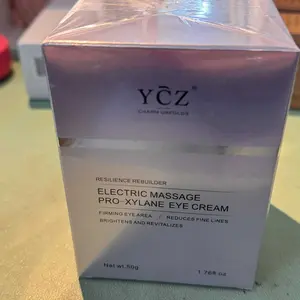 YCZ
RESILIENCE REBUILDER
ELECTRIC MASSAGE
PRO-XYLANE EYE CREAM
FIRMING EYE AREA / REDUCES FINE LINES
BRIGHTENS AND REVITALIZES
Net wt.50g 1.768 oz